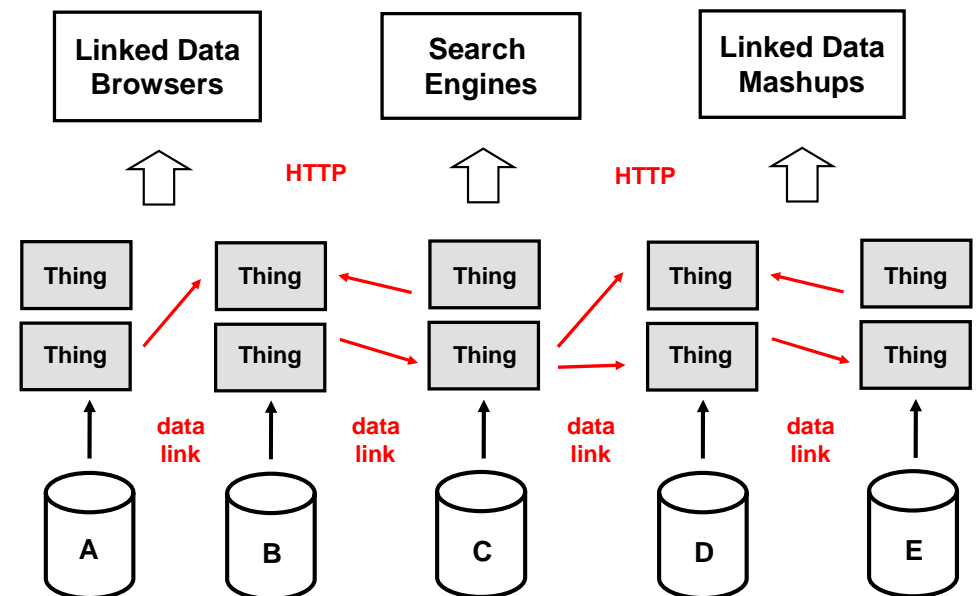 Linked Data
Browsers
Search
Engines
Linked Data
Mashups
HTTP
HTTP
Thing
Thing
Thing
Thing
Thing
Thing
Thing
Thing
Thing
Thing
data
link
data
link
data
link
data
link
A
B
C
D
E